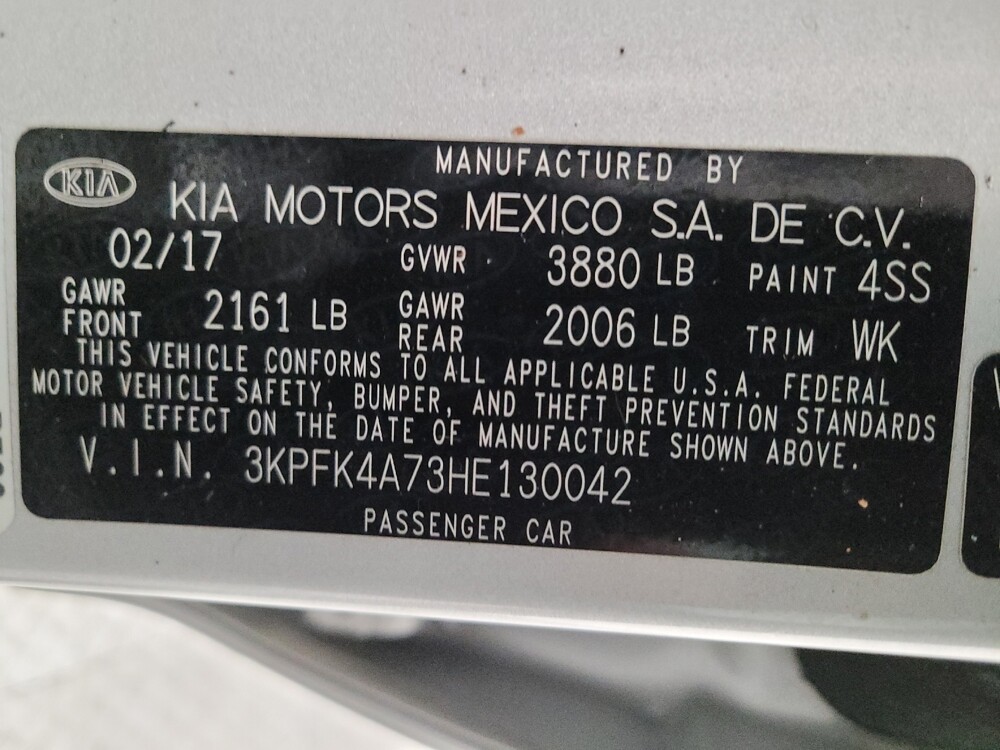 MANUFACTURED BY
KIA
KIA MOTORS MEXICO S.A. DE C.V.
02/17 GVWR 3880 LB PAINT 4SS
GAWR FRONT 2161 LB GAWR REAR 2006 LB TRIM WK
THIS VEHICLE CONFORMS TO ALL APPLICABLE U.S.A. FEDERAL
MOTOR VEHICLE SAFETY, BUMPER, AND THEFT PREVENTION STANDARDS
IN EFFECT ON THE DATE OF MANUFACTURE SHOWN ABOVE.
V.I.N. 3KPFK4A73HE130042
PASSENGER CAR